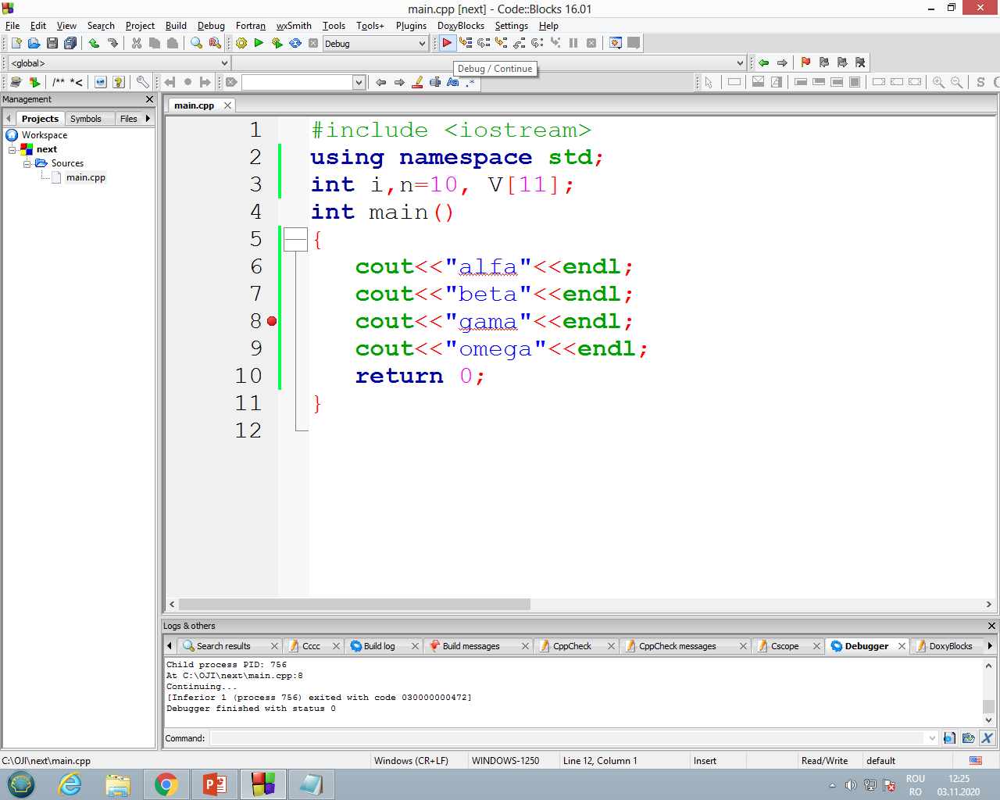 main.cpp [next] - Code::Blocks 16.01
File Edit View Search Project Build Debug Fortran wxSmith Tools Tools+ Plugins DoxyBlocks Settings Help
Debug
<global>
Debug / Continue
/** *<
Aa .*
S
Management
Projects Symbols Files
Workspace
next
Sources
main.cpp
main.cpp
1 #include <iostream>
2 using namespace std;
3 int i,n=10, V[11];
4 int main()
5 {
6 cout<<"alfa"<<endl;
7 cout<<"beta"<<endl;
8 cout<<"gama"<<endl;
9 cout<<"omega"<<endl;
10 return 0;
11 }
12
Logs & others
Search results Cccc Build log Build messages CppCheck CppCheck messages Cscope Debugger DoxyBlocks
Child process PID: 756
At C:\OJI\next\main.cpp:8
Continuing...
[Inferior 1 (process 756) exited with code 030000000472]
Debugger finished with status 0
Command:
C:\OJI\next\main.cpp Windows (CR+LF) WINDOWS-1250 Line 12, Column 1 Insert Read/Write default
ROU 12:25
RO 03.11.2020